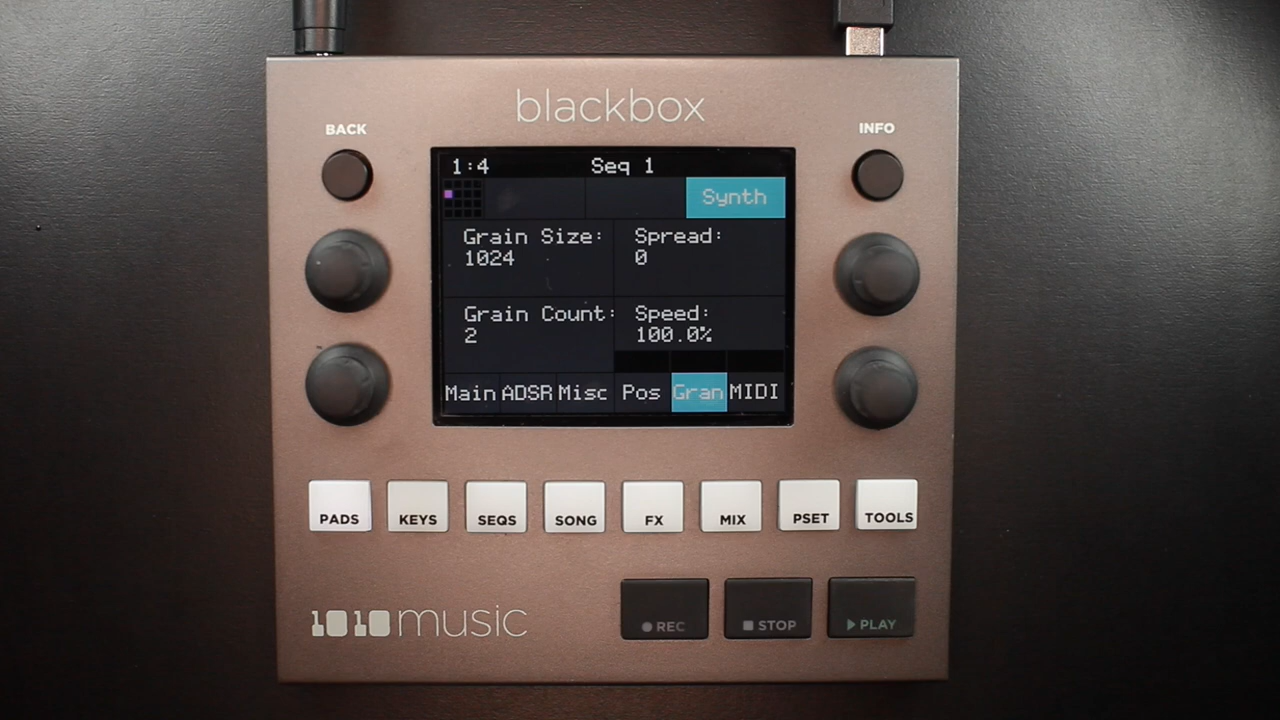 blackbox
BACK
INFO
1:4 Seq 1
Synth
Grain Size: Spread:
1024 0
Grain Count: Speed:
2 100.0%
Main ADSR Misc Pos Gran MIDI
PADS KEYS SEQS SONG FX MIX PSET TOOLS
1010music
REC STOP PLAY